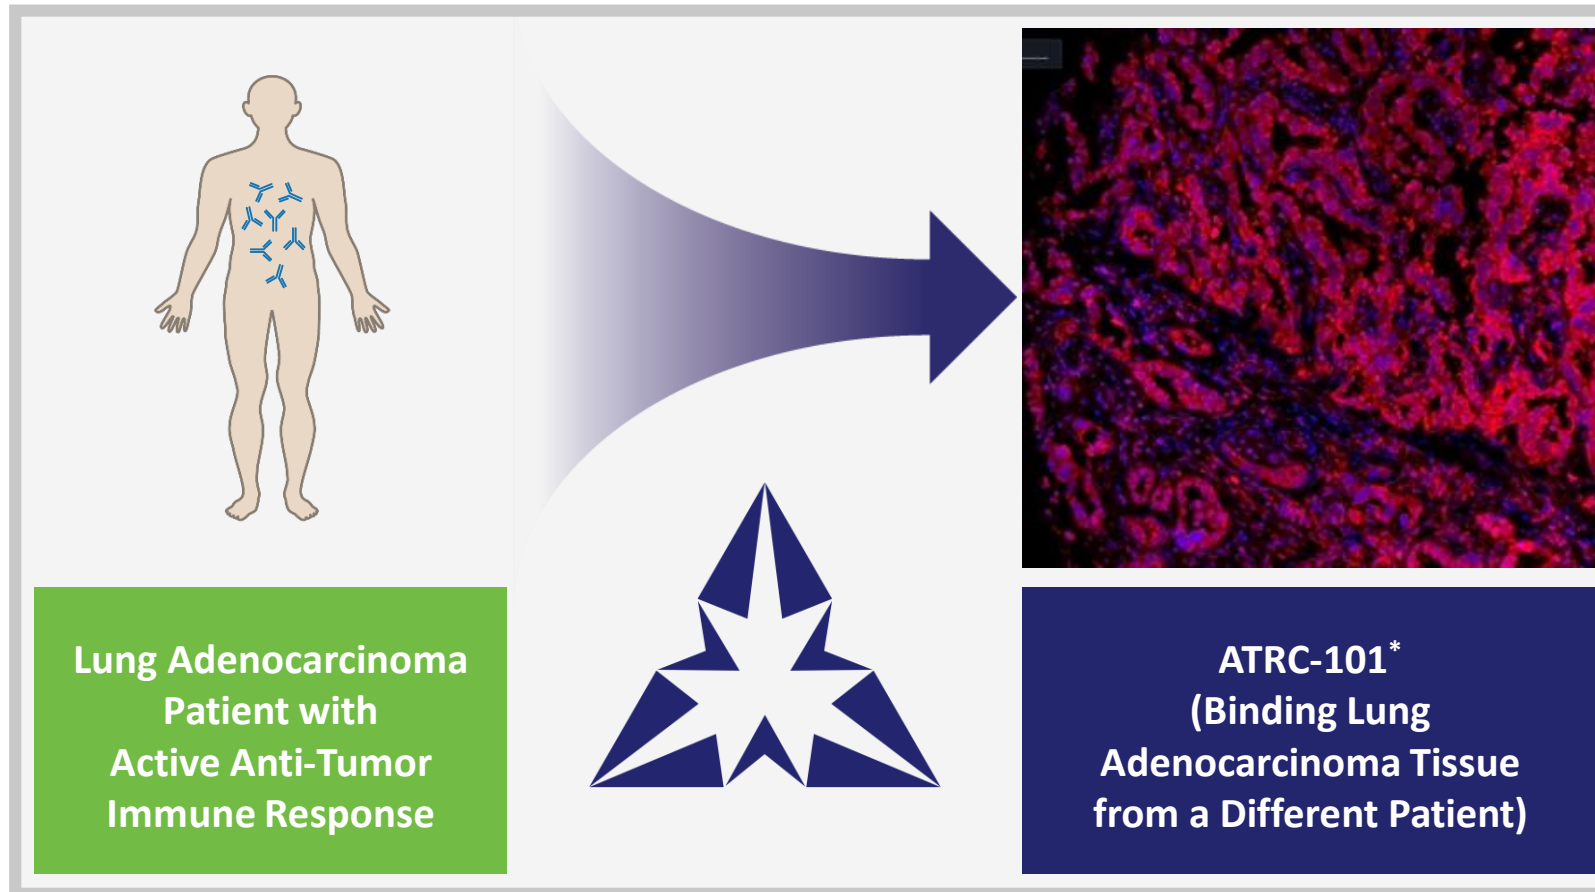 Lung Adenocarcinoma
Patient with
Active Anti-Tumor
Immune Response
ATRC-101*
(Binding Lung
Adenocarcinoma Tissue
from a Different Patient)